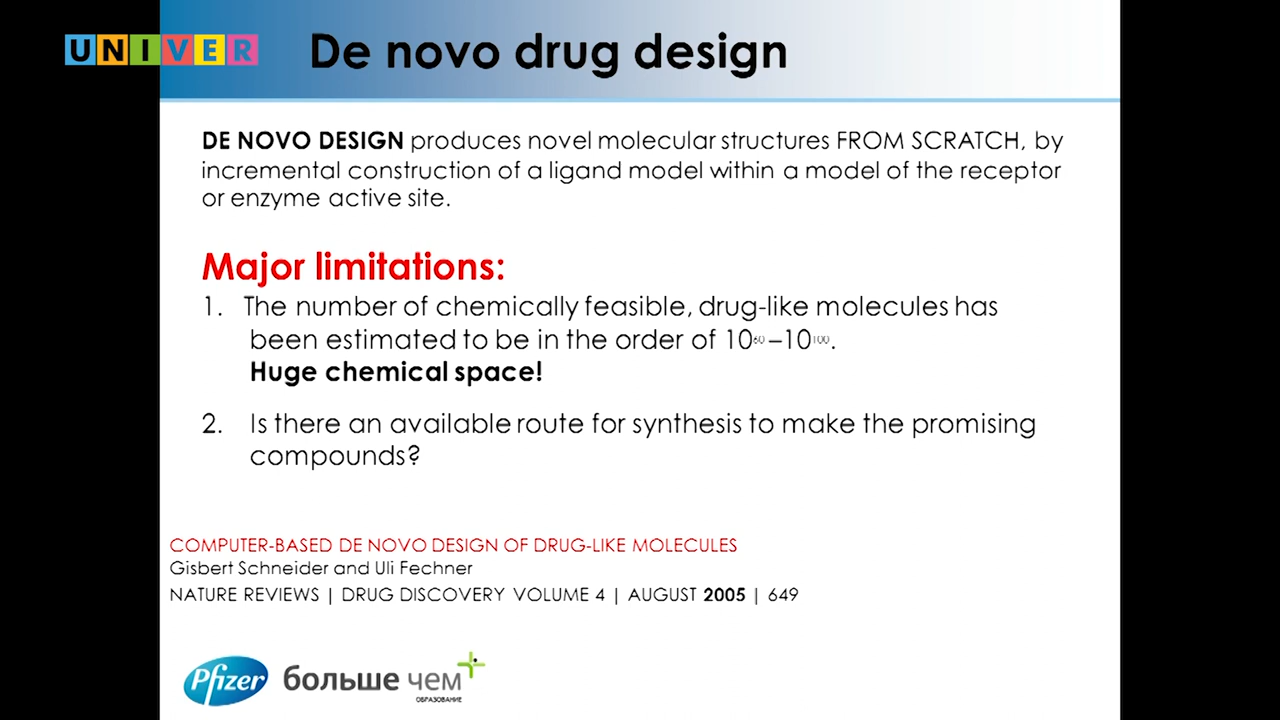 UNIVER
De novo drug design
DE NOVO DESIGN produces novel molecular structures FROM SCRATCH, by
incremental construction of a ligand model within a model of the receptor
or enzyme active site.
Major limitations:
1. The number of chemically feasible, drug-like molecules has
been estimated to be in the order of 10⁶⁰–10¹⁰⁰.
Huge chemical space!
2. Is there an available route for synthesis to make the promising
compounds?
COMPUTER-BASED DE NOVO DESIGN OF DRUG-LIKE MOLECULES
Gisbert Schneider and Uli Fechner
NATURE REVIEWS | DRUG DISCOVERY VOLUME 4 | AUGUST 2005 | 649
Pfizer больше чем
ОБРАЗОВАНИЕ